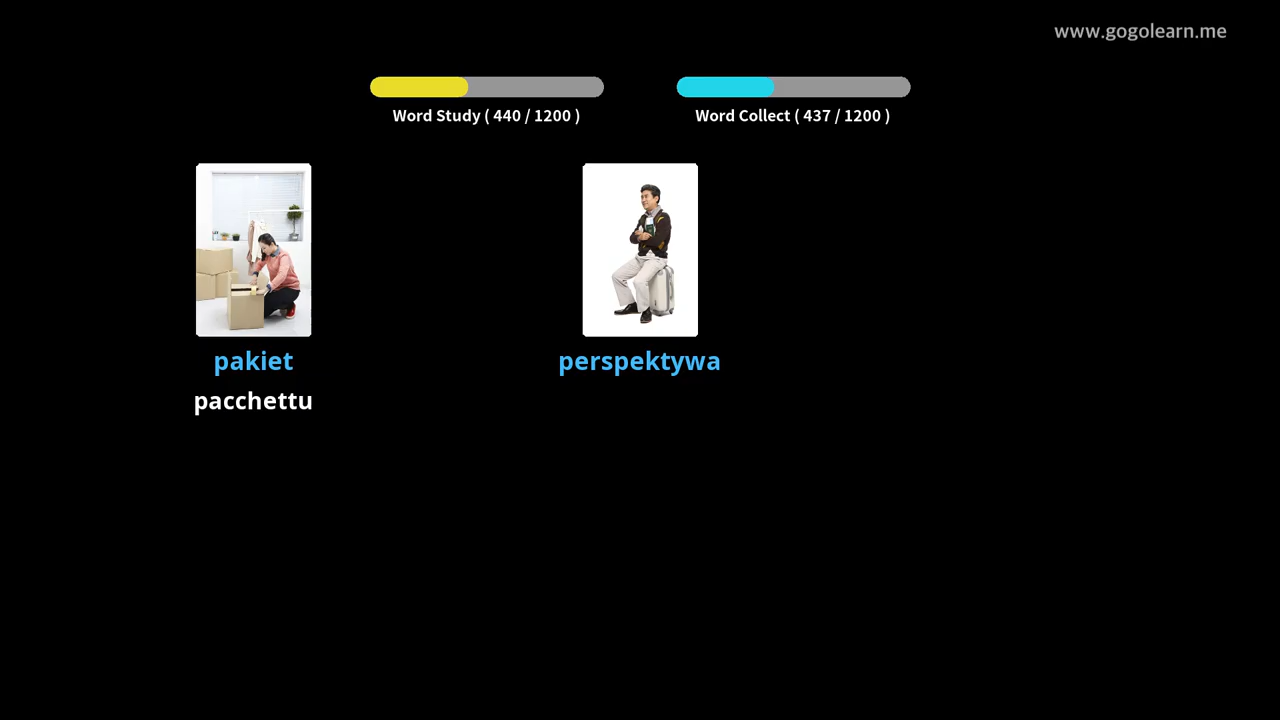 www.gogolearn.me
Word Study ( 440 / 1200 )
Word Collect ( 437 / 1200 )
pakiet
pacchettu
perspektywa